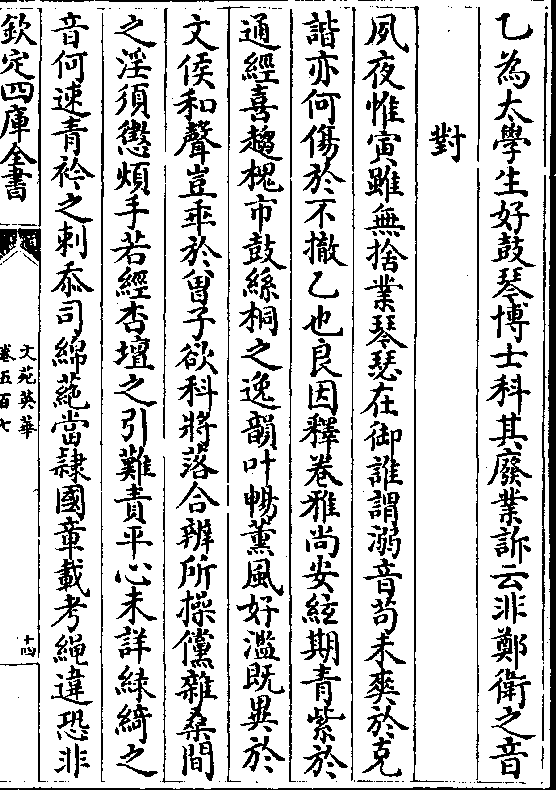 乙為太學生好鼓琴博士科其廢業訴云非鄭衛之音
對
夙夜惟寅雖無捨業琴瑟在御誰謂溺音苟未爽於克
諧亦何傷於不撤乙也良因釋卷雅尚安絃期青紫於
通經喜趨槐市鼓絲桐之逸韻叶暢薰風好濫既異於
文侯和聲豈乖於曾子欲科將落合辨所操儻雜桑間
之淫須懲煩手若經杏壇之引難責平心未詳綠綺之
音何速青衿之刺忝司綿蕝當隸國章載考繩違恐非
欽定四庫全書
文苑英華
卷五百七
十四